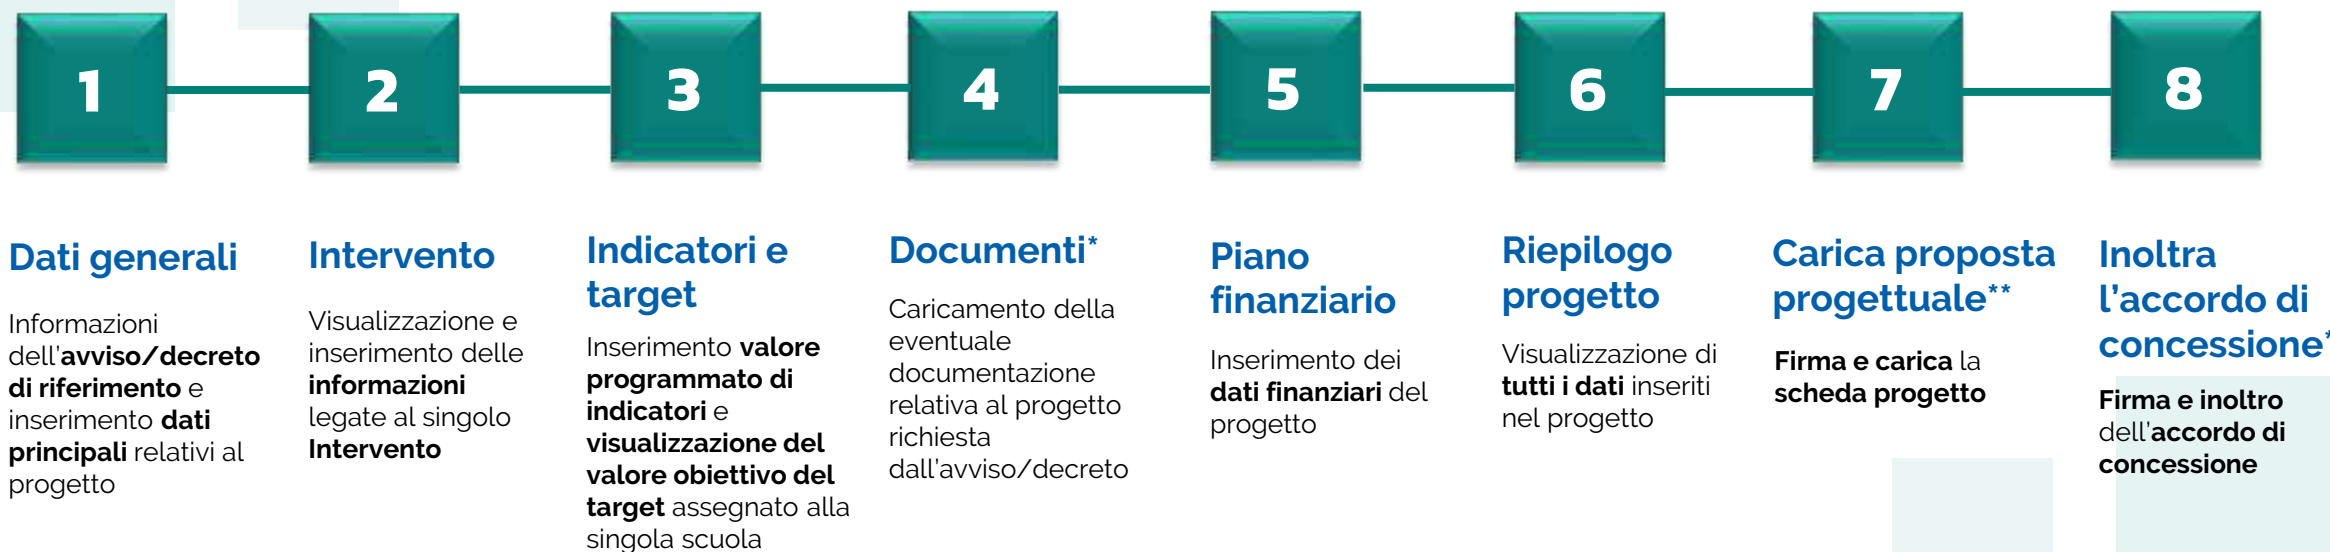 1
2
3
4
5
6
7
8
Dati generali
Informazioni
dell'avviso/decreto
di riferimento e
inserimento dati
principali relativi al
progetto
Intervento
Visualizzazione e
inserimento delle
informazioni
legate al singolo
Intervento
Indicatori e
target
Inserimento valore
programmato di
indicatori e
visualizzazione del
valore obiettivo del
target assegnato alla
singola scuola
Documenti*
Caricamento della
eventuale
documentazione
relativa al progetto
richiesta
dall'avviso/decreto
Piano
finanziario
Inserimento dei
dati finanziari del
progetto
Riepilogo
progetto
Visualizzazione di
tutti i dati inseriti
nel progetto
Carica proposta
progettuale**
Firma e carica la
scheda progetto
Inoltra
l'accordo di
concessione*
Firma e inoltro
dell'accordo di
concessione